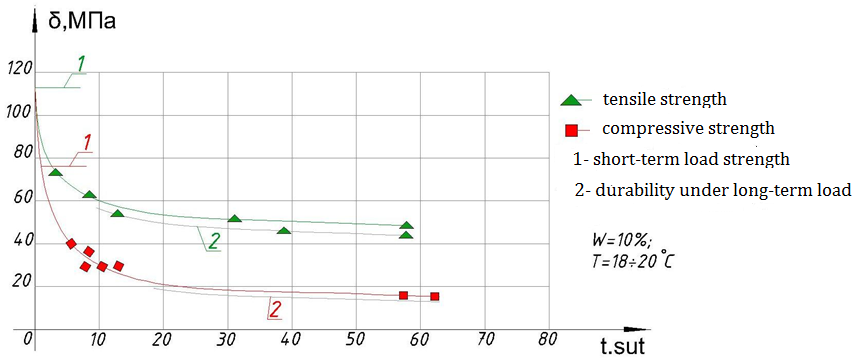 δ,МПа
120
100
80
60
40
20
0
0 10 20 30 40 50 60 70 80
t.sut
1
1
2
2
tensile strength
compressive strength
1- short-term load strength
2- durability under long-term load
W=10%;
T=18÷20 °C